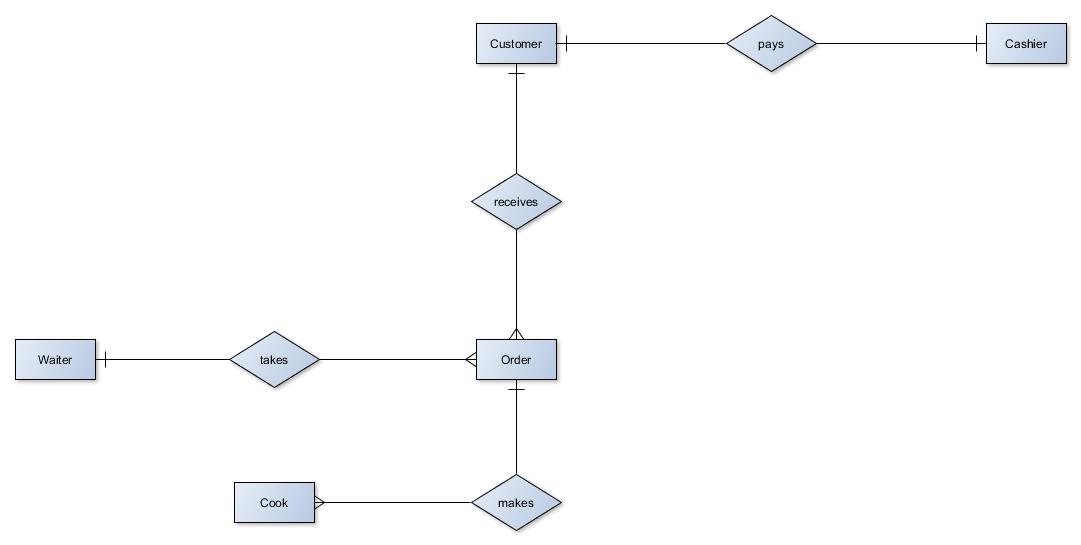 Customer
pays
Cashier
receives
Waiter
takes
Order
Cook
makes